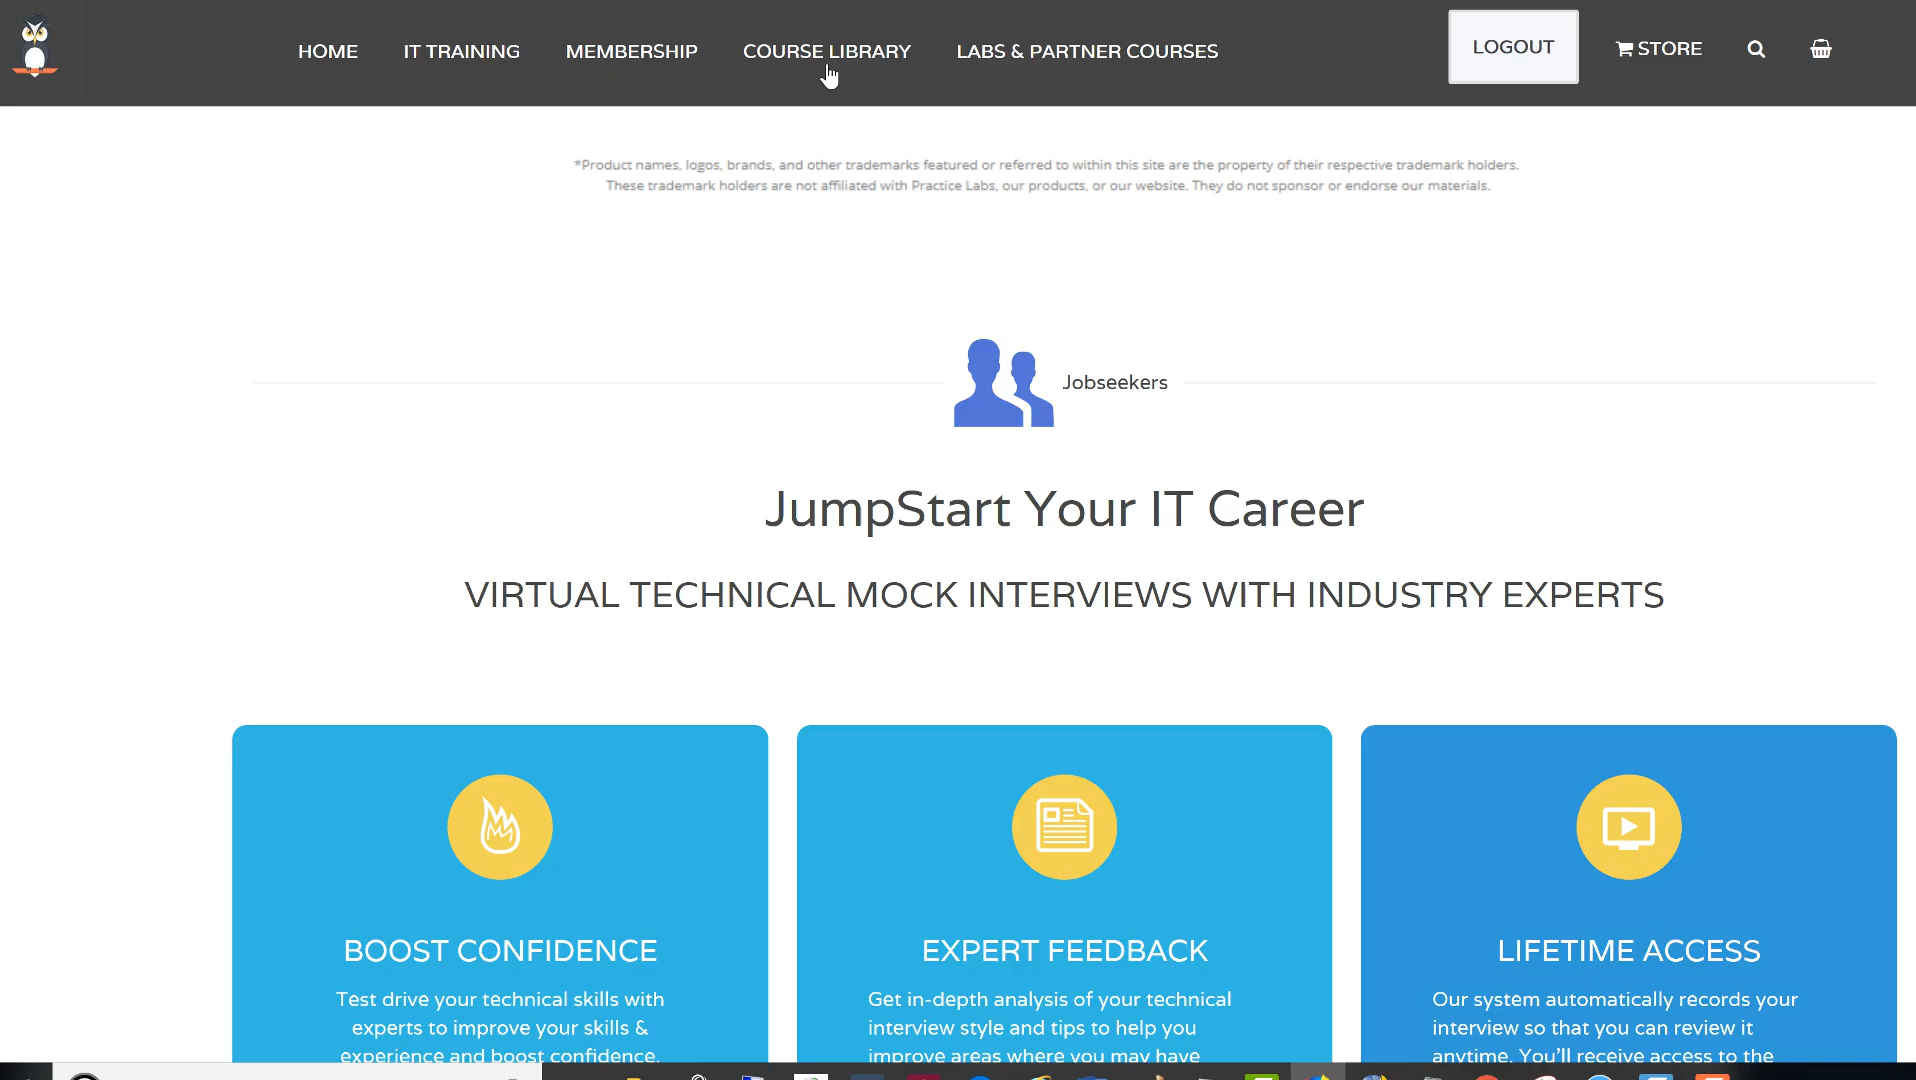 HOME IT TRAINING MEMBERSHIP COURSE LIBRARY LABS & PARTNER COURSES LOGOUT STORE
*Product names, logos, brands, and other trademarks featured or referred to within this site are the property of their respective trademark holders.
These trademark holders are not affiliated with Practice Labs, our products, or our website. They do not sponsor or endorse our materials.
Jobseekers
JumpStart Your IT Career
VIRTUAL TECHNICAL MOCK INTERVIEWS WITH INDUSTRY EXPERTS
BOOST CONFIDENCE
Test drive your technical skills with
experts to improve your skills &
experience and boost confidence.
EXPERT FEEDBACK
Get in-depth analysis of your technical
interview style and tips to help you
improve areas where you may have
LIFETIME ACCESS
Our system automatically records your
interview so that you can review it
anytime. You'll receive access to the